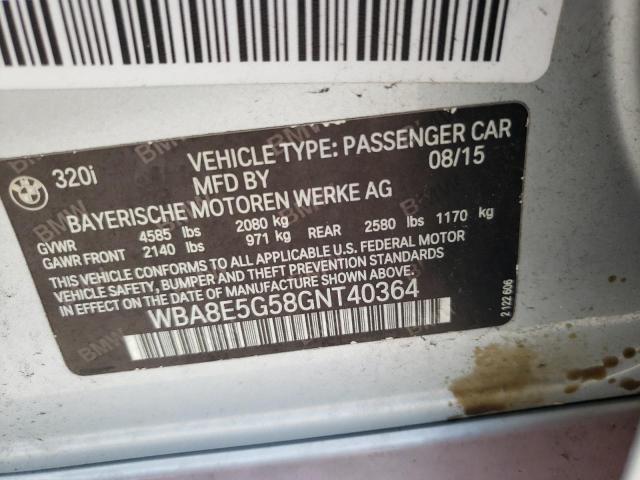 320i
VEHICLE TYPE: PASSENGER CAR
MFD BY 08/15
BAYERISCHE MOTOREN WERKE AG
GVWR 4585 lbs 2080 kg
GAWR FRONT 2140 lbs 971 kg REAR 2580 lbs 1170 kg
THIS VEHICLE CONFORMS TO ALL APPLICABLE U.S. FEDERAL MOTOR
VEHICLE SAFETY, BUMPER, AND THEFT PREVENTION STANDARDS
IN EFFECT ON THE DATE OF MANUFACTURE SHOWN ABOVE.
WBA8E5G58GNT40364
2 122 606